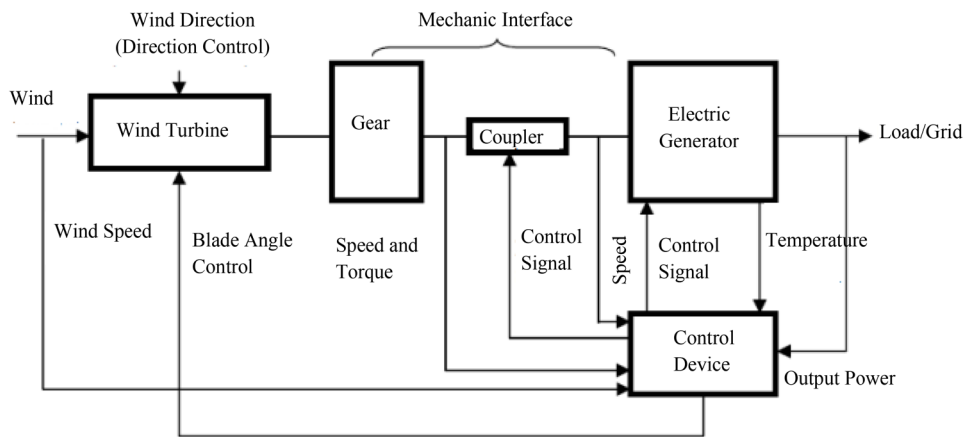 Wind Direction
(Direction Control)
Mechanic Interface
Wind
Wind Turbine
Gear
Coupler
Electric
Generator
Load/Grid
Wind Speed
Blade Angle
Control
Speed and
Torque
Control
Signal
Speed
Control
Signal
Temperature
Control
Device
Output Power